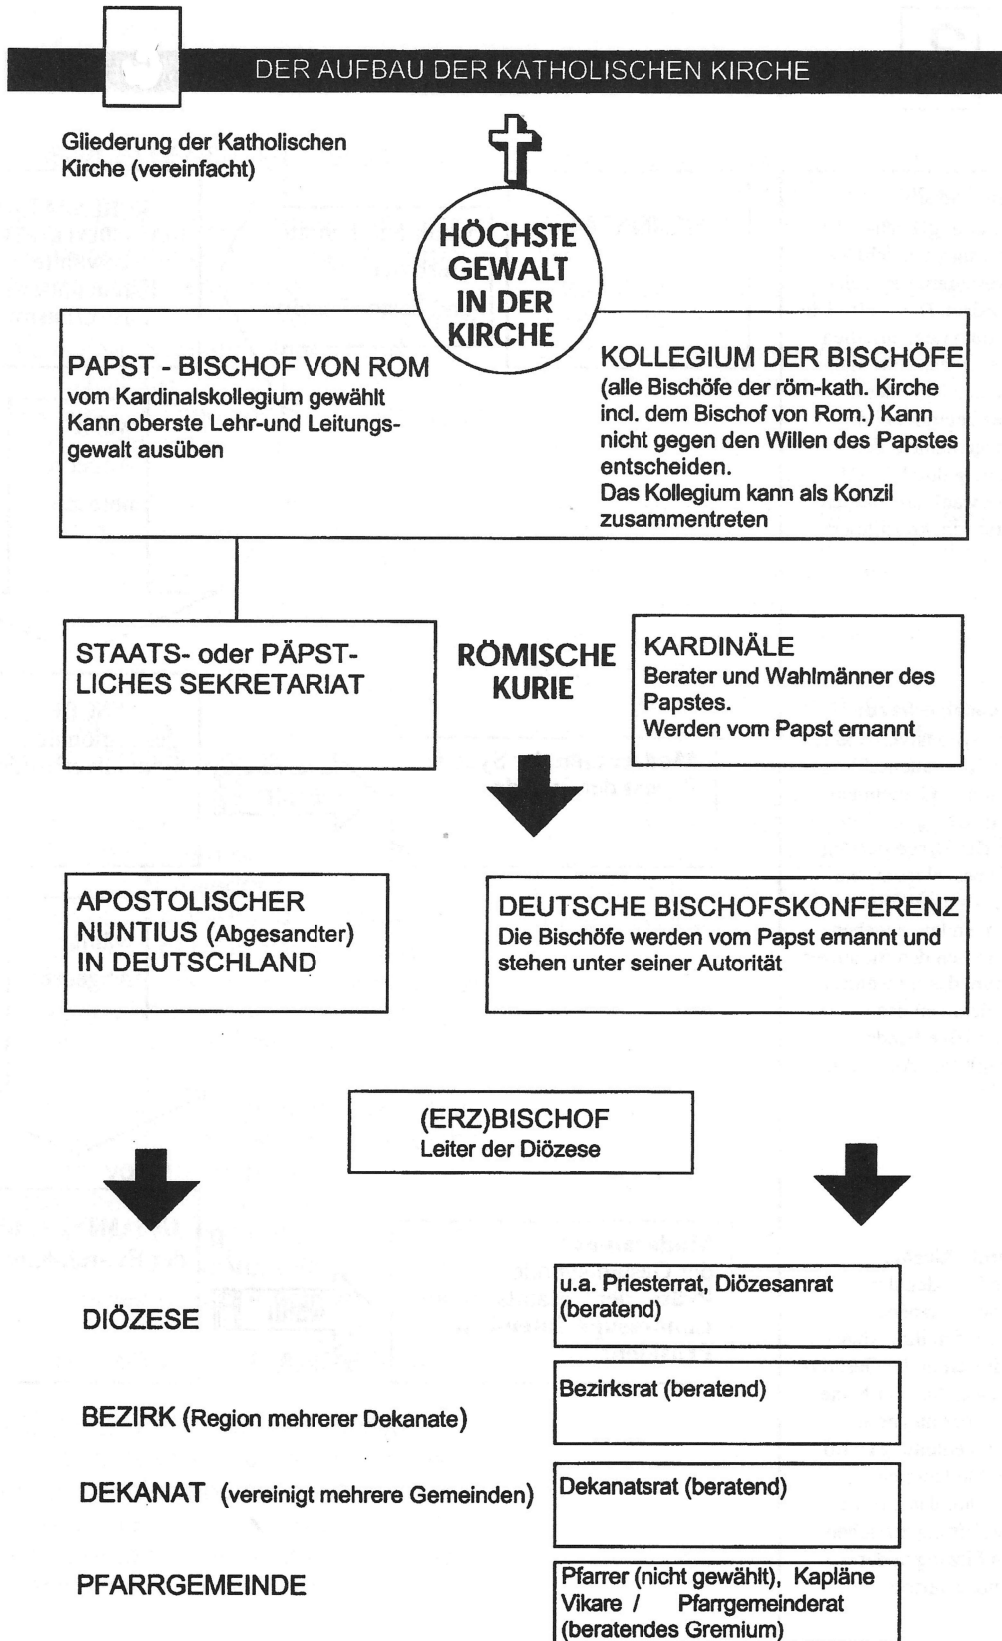 DER AUFBAU DER KATHOLISCHEN KIRCHE
Gliederung der Katholischen
Kirche (vereinfacht)
HÖCHSTE
GEWALT
IN DER
KIRCHE
PAPST - BISCHOF VON ROM
vom Kardinalskollegium gewählt
Kann oberste Lehr-und Leitungs-
gewalt ausüben
KOLLEGIUM DER BISCHÖFE
(alle Bischöfe der röm-kath. Kirche
incl. dem Bischof von Rom.) Kann
nicht gegen den Willen des Papstes
entscheiden.
Das Kollegium kann als Konzil
zusammentreten
STAATS- oder PÄPST-
LICHES SEKRETARIAT
RÖMISCHE
KURIE
KARDINÄLE
Berater und Wahlmänner des
Papstes.
Werden vom Papst ernannt
APOSTOLISCHER
NUNTIUS (Abgesandter)
IN DEUTSCHLAND
DEUTSCHE BISCHOFSKONFERENZ
Die Bischöfe werden vom Papst ernannt und
stehen unter seiner Autorität
(ERZ)BISCHOF
Leiter der Diözese
DIÖZESE
u.a. Priesterrat, Diözesanrat
(beratend)
BEZIRK (Region mehrerer Dekanate)
Bezirksrat (beratend)
DEKANAT (vereinigt mehrere Gemeinden)
Dekanatsrat (beratend)
PFARRGEMEINDE
Pfarrer (nicht gewählt), Kapläne
Vikare / Pfarrgemeinderat
(beratendes Gremium)